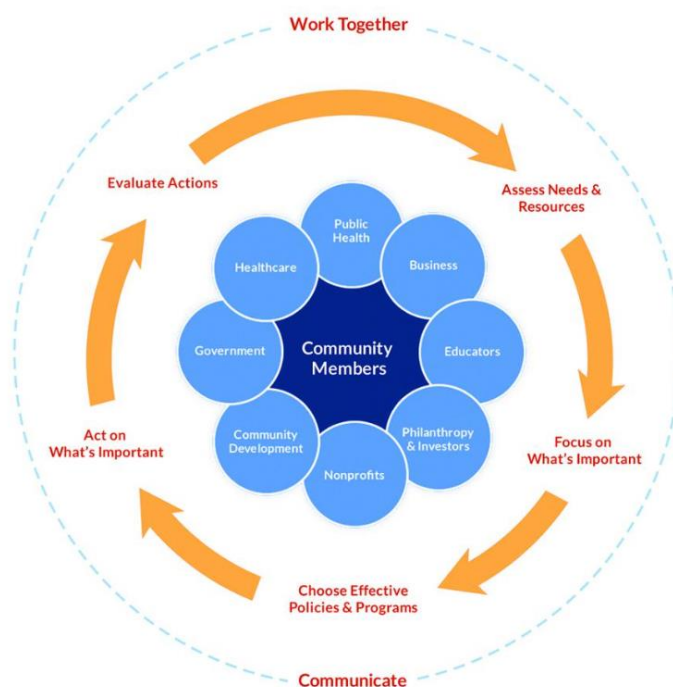 Work Together
Evaluate Actions
Assess Needs &
Resources
Public
Health
Healthcare
Business
Government
Community
Members
Educators
Community
Development
Philanthropy
& Investors
Nonprofits
Act on
What's Important
Focus on
What's Important
Choose Effective
Policies & Programs
Communicate